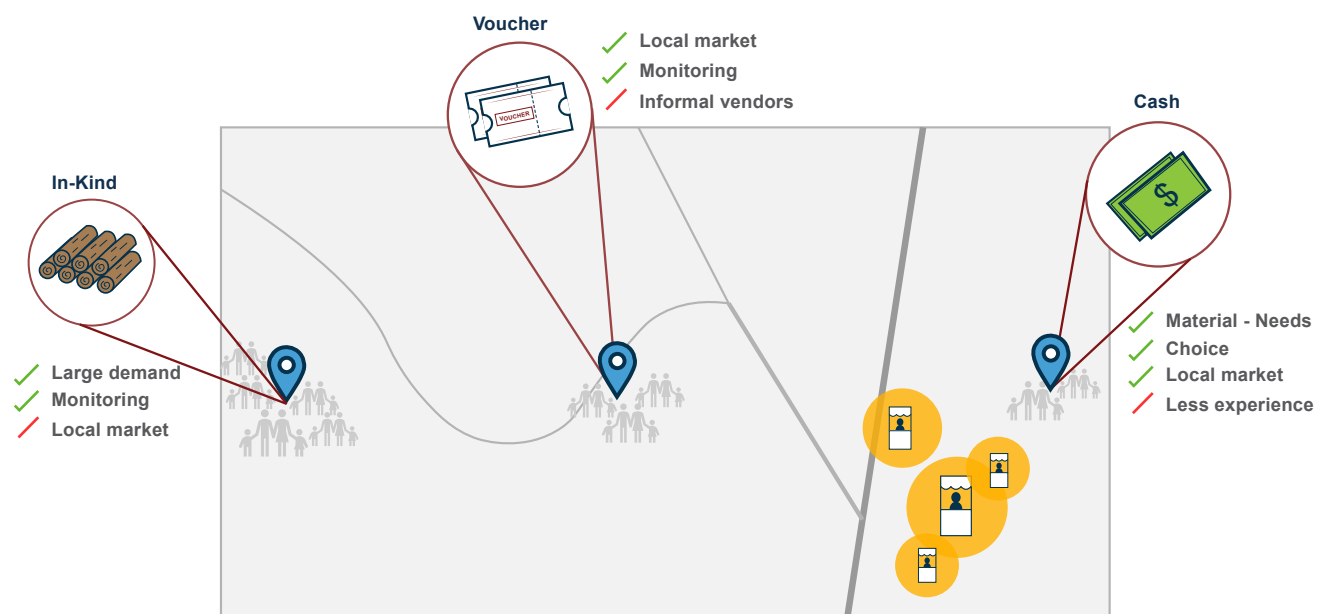 Voucher
Local market
Monitoring
Informal vendors
VOUCHER
Cash
$
In-Kind
Material - Needs
Choice
Local market
Less experience
Large demand
Monitoring
Local market